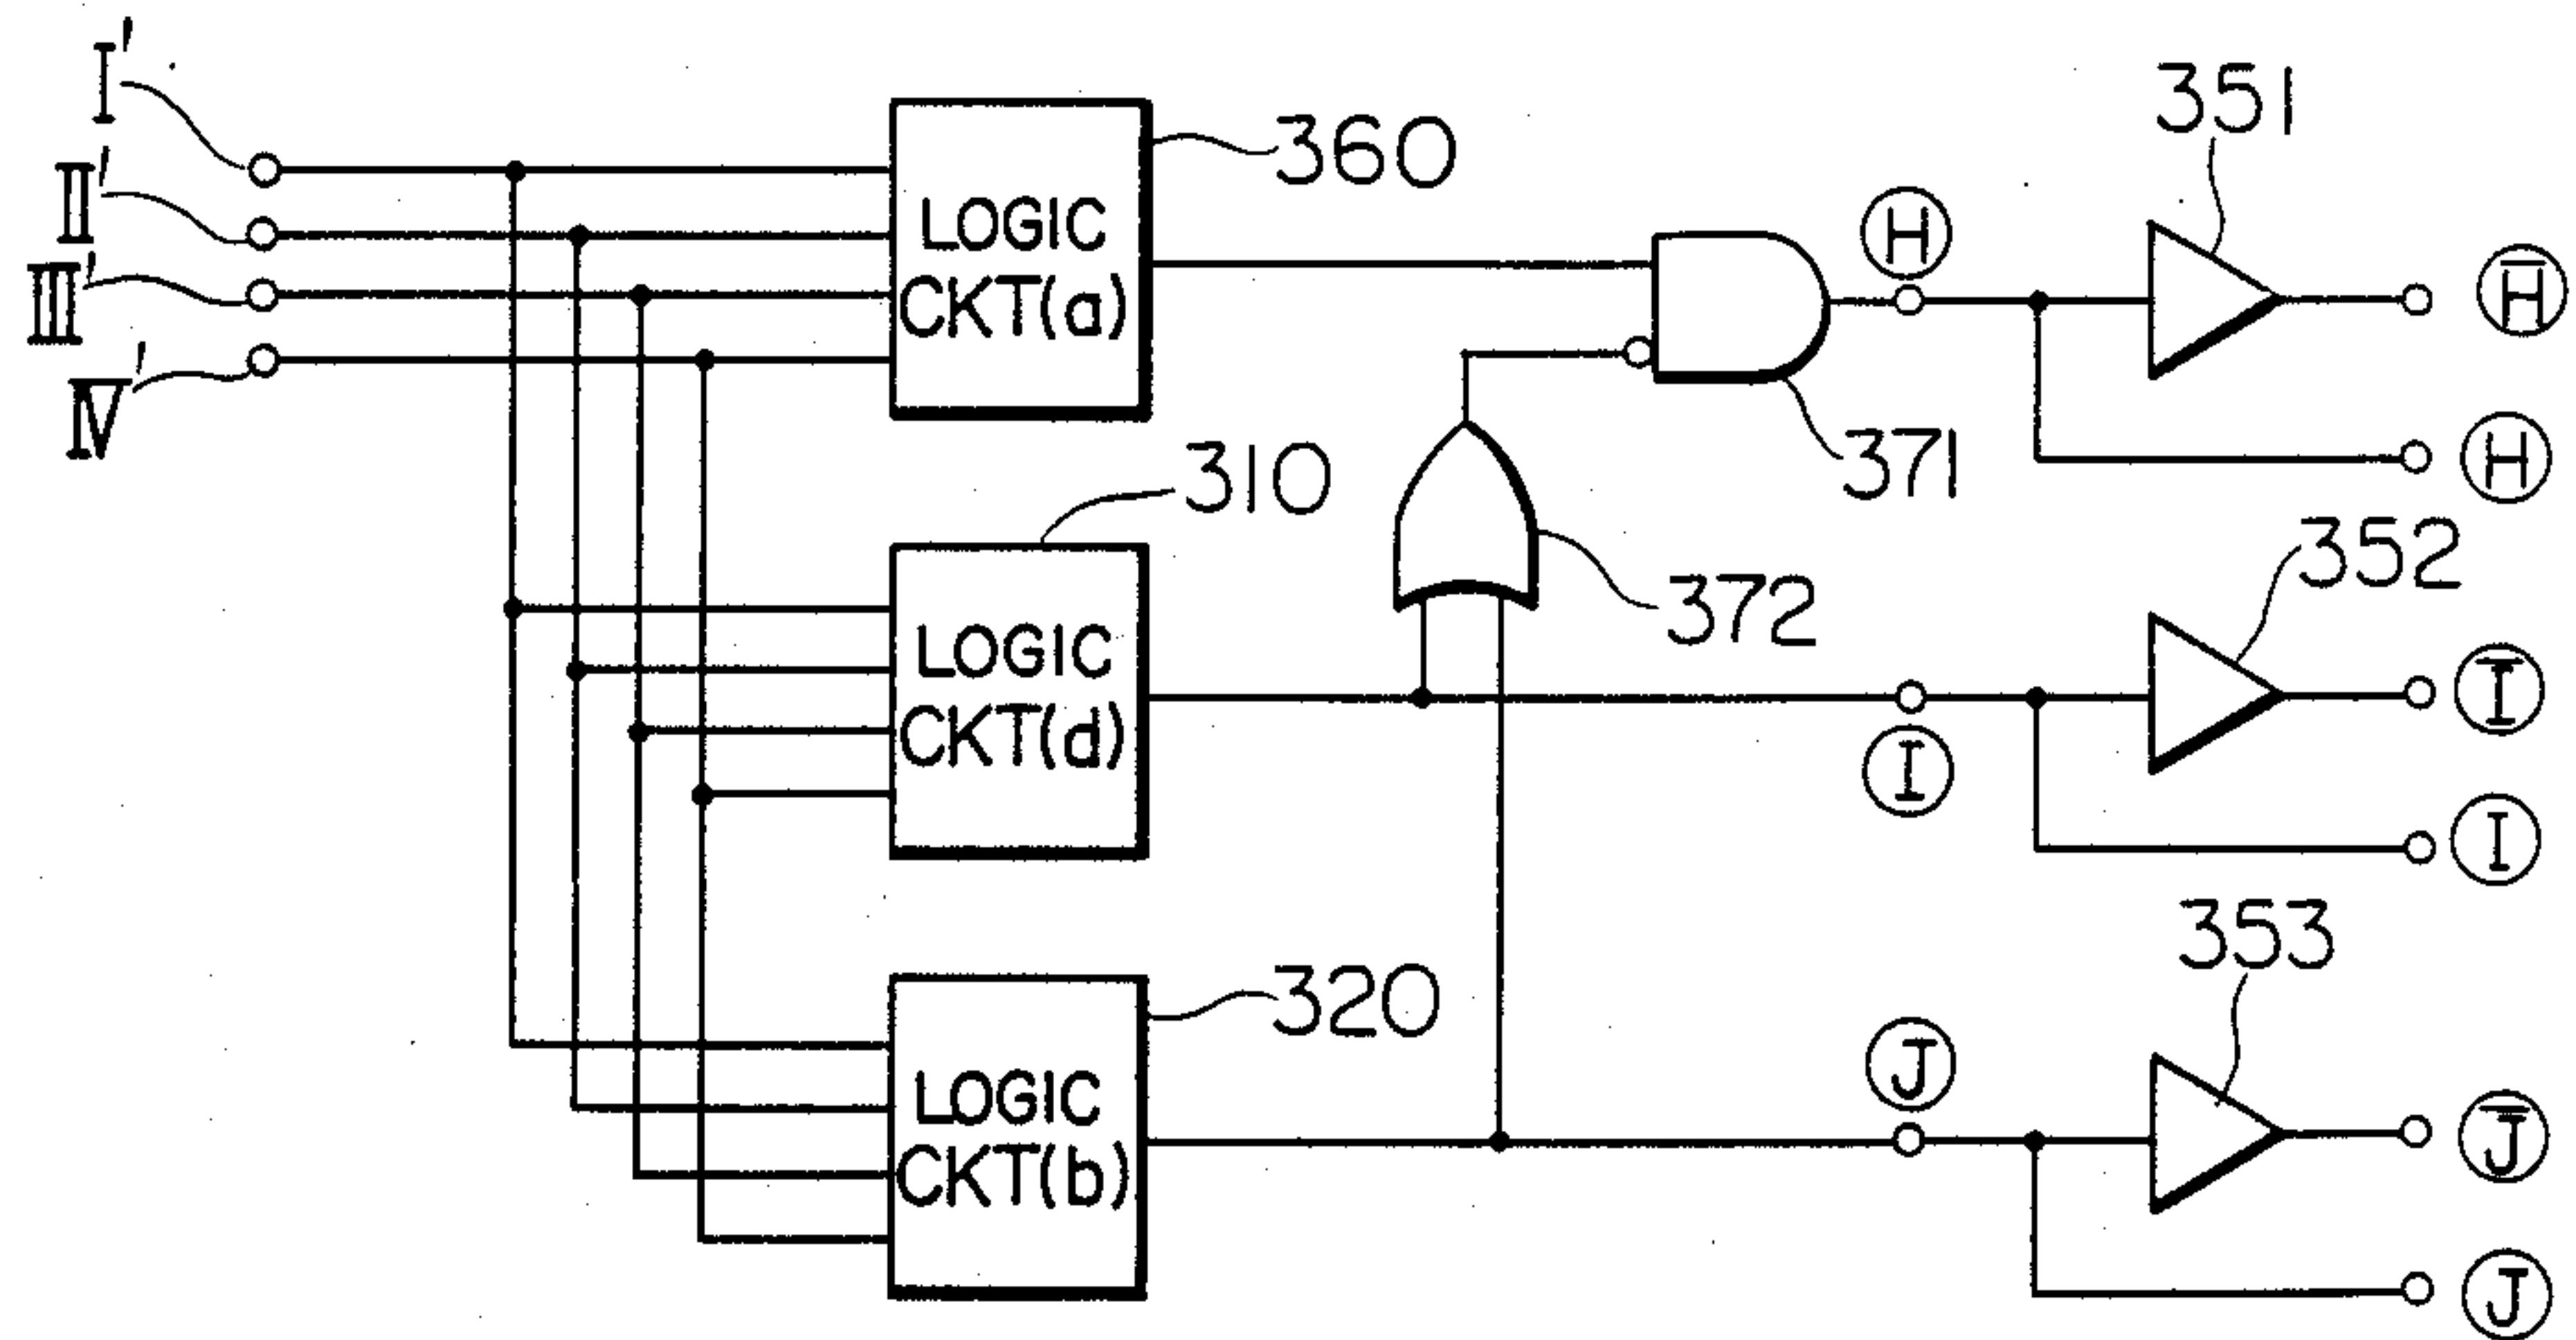 I'
II'
III'
IV'
LOGIC
CKT(a)
360
LOGIC
CKT(d)
310
LOGIC
CKT(b)
320
371
372
H
351
H̅
H
I
352
I̅
I
J
353
J̅
J